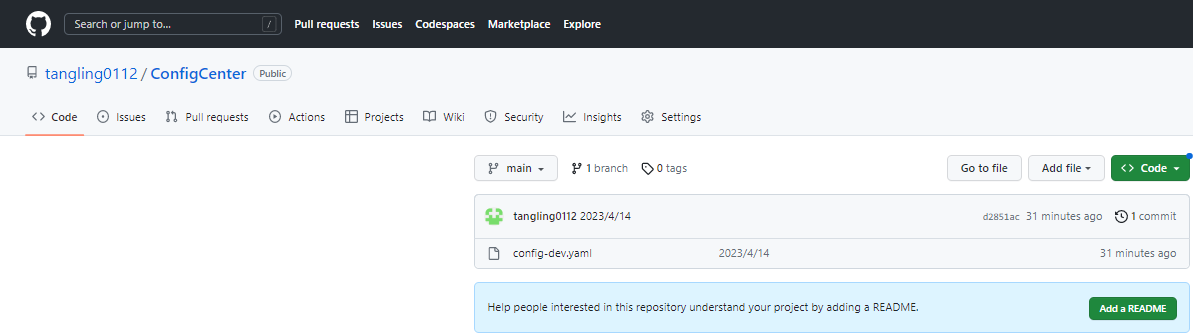 Search or jump to... / Pull requests Issues Codespaces Marketplace Explore
tangling0112 / ConfigCenter Public
<> Code Issues Pull requests Actions Projects Wiki Security Insights Settings
main 1 branch 0 tags Go to file Add file <> Code
tangling0112 2023/4/14 d2851ac 31 minutes ago 1 commit
config-dev.yaml 2023/4/14 31 minutes ago
Help people interested in this repository understand your project by adding a README. Add a README